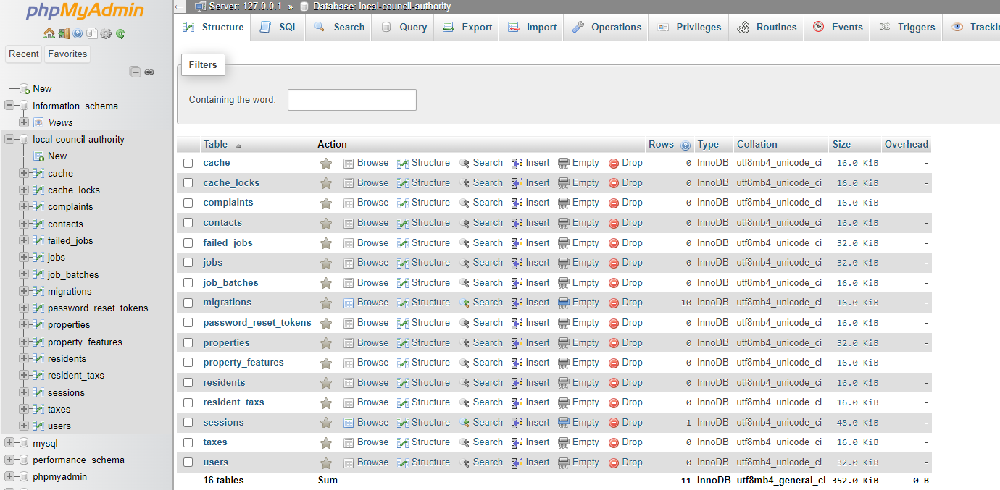 phpMyAdmin
Recent Favorites
New
information_schema
Views
local-council-authority
New
cache
cache_locks
complaints
contacts
failed_jobs
jobs
job_batches
migrations
password_reset_tokens
properties
property_features
residents
resident_taxs
sessions
taxes
users
mysql
performance_schema
phpmyadmin
Server: 127.0.0.1 » Database: local-council-authority
Structure SQL Search Query Export Import Operations Privileges Routines Events Triggers Trackin
Filters
Containing the word:
Table Action Rows Type Collation Size Overhead
cache Browse Structure Search Insert Empty Drop 0 InnoDB utf8mb4_unicode_ci 16.0 KiB -
cache_locks Browse Structure Search Insert Empty Drop 0 InnoDB utf8mb4_unicode_ci 16.0 KiB -
complaints Browse Structure Search Insert Empty Drop 0 InnoDB utf8mb4_unicode_ci 16.0 KiB -
contacts Browse Structure Search Insert Empty Drop 0 InnoDB utf8mb4_unicode_ci 16.0 KiB -
failed_jobs Browse Structure Search Insert Empty Drop 0 InnoDB utf8mb4_unicode_ci 32.0 KiB -
jobs Browse Structure Search Insert Empty Drop 0 InnoDB utf8mb4_unicode_ci 32.0 KiB -
job_batches Browse Structure Search Insert Empty Drop 0 InnoDB utf8mb4_unicode_ci 16.0 KiB -
migrations Browse Structure Search Insert Empty Drop 10 InnoDB utf8mb4_unicode_ci 16.0 KiB -
password_reset_tokens Browse Structure Search Insert Empty Drop 0 InnoDB utf8mb4_unicode_ci 16.0 KiB -
properties Browse Structure Search Insert Empty Drop 0 InnoDB utf8mb4_unicode_ci 32.0 KiB -
property_features Browse Structure Search Insert Empty Drop 0 InnoDB utf8mb4_unicode_ci 16.0 KiB -
residents Browse Structure Search Insert Empty Drop 0 InnoDB utf8mb4_unicode_ci 16.0 KiB -
resident_taxs Browse Structure Search Insert Empty Drop 0 InnoDB utf8mb4_unicode_ci 16.0 KiB -
sessions Browse Structure Search Insert Empty Drop 1 InnoDB utf8mb4_unicode_ci 48.0 KiB -
taxes Browse Structure Search Insert Empty Drop 0 InnoDB utf8mb4_unicode_ci 16.0 KiB -
users Browse Structure Search Insert Empty Drop 0 InnoDB utf8mb4_unicode_ci 32.0 KiB -
16 tables Sum 11 InnoDB utf8mb4_general_ci 352.0 KiB 0 B